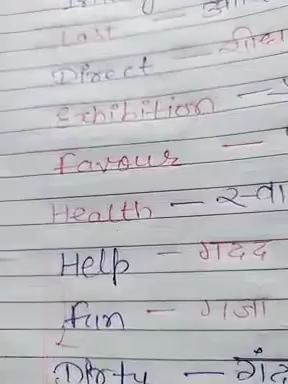 Last
Direct — सीधा
Exhibition —
Favour —
Health — स्वा
Help — मदद
fun — मजा
Dirty — गंद